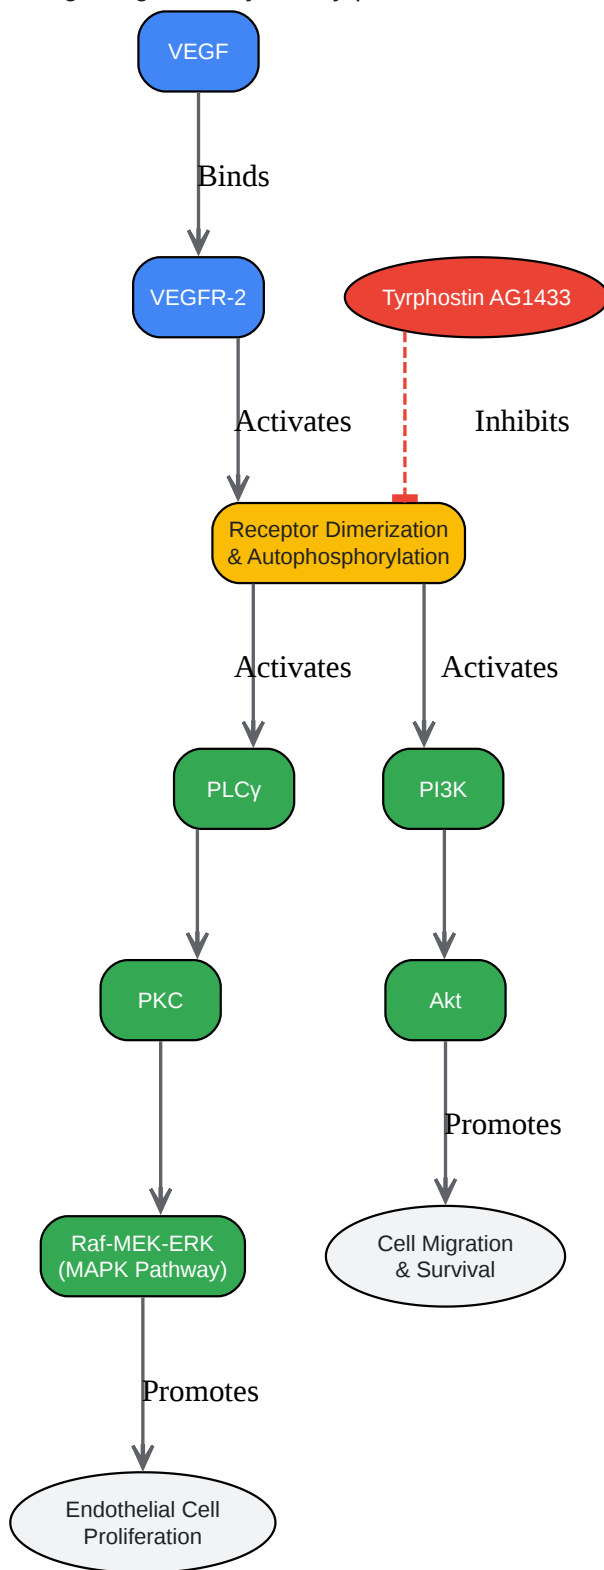 VEGF
Binds
VEGFR-2
Tyrphostin AG1433
Activates
Inhibits
Receptor Dimerization
& Autophosphorylation
Activates
Activates
PLCγ
PI3K
PKC
Akt
Promotes
Raf-MEK-ERK
(MAPK Pathway)
Cell Migration
& Survival
Promotes
Endothelial Cell
Proliferation